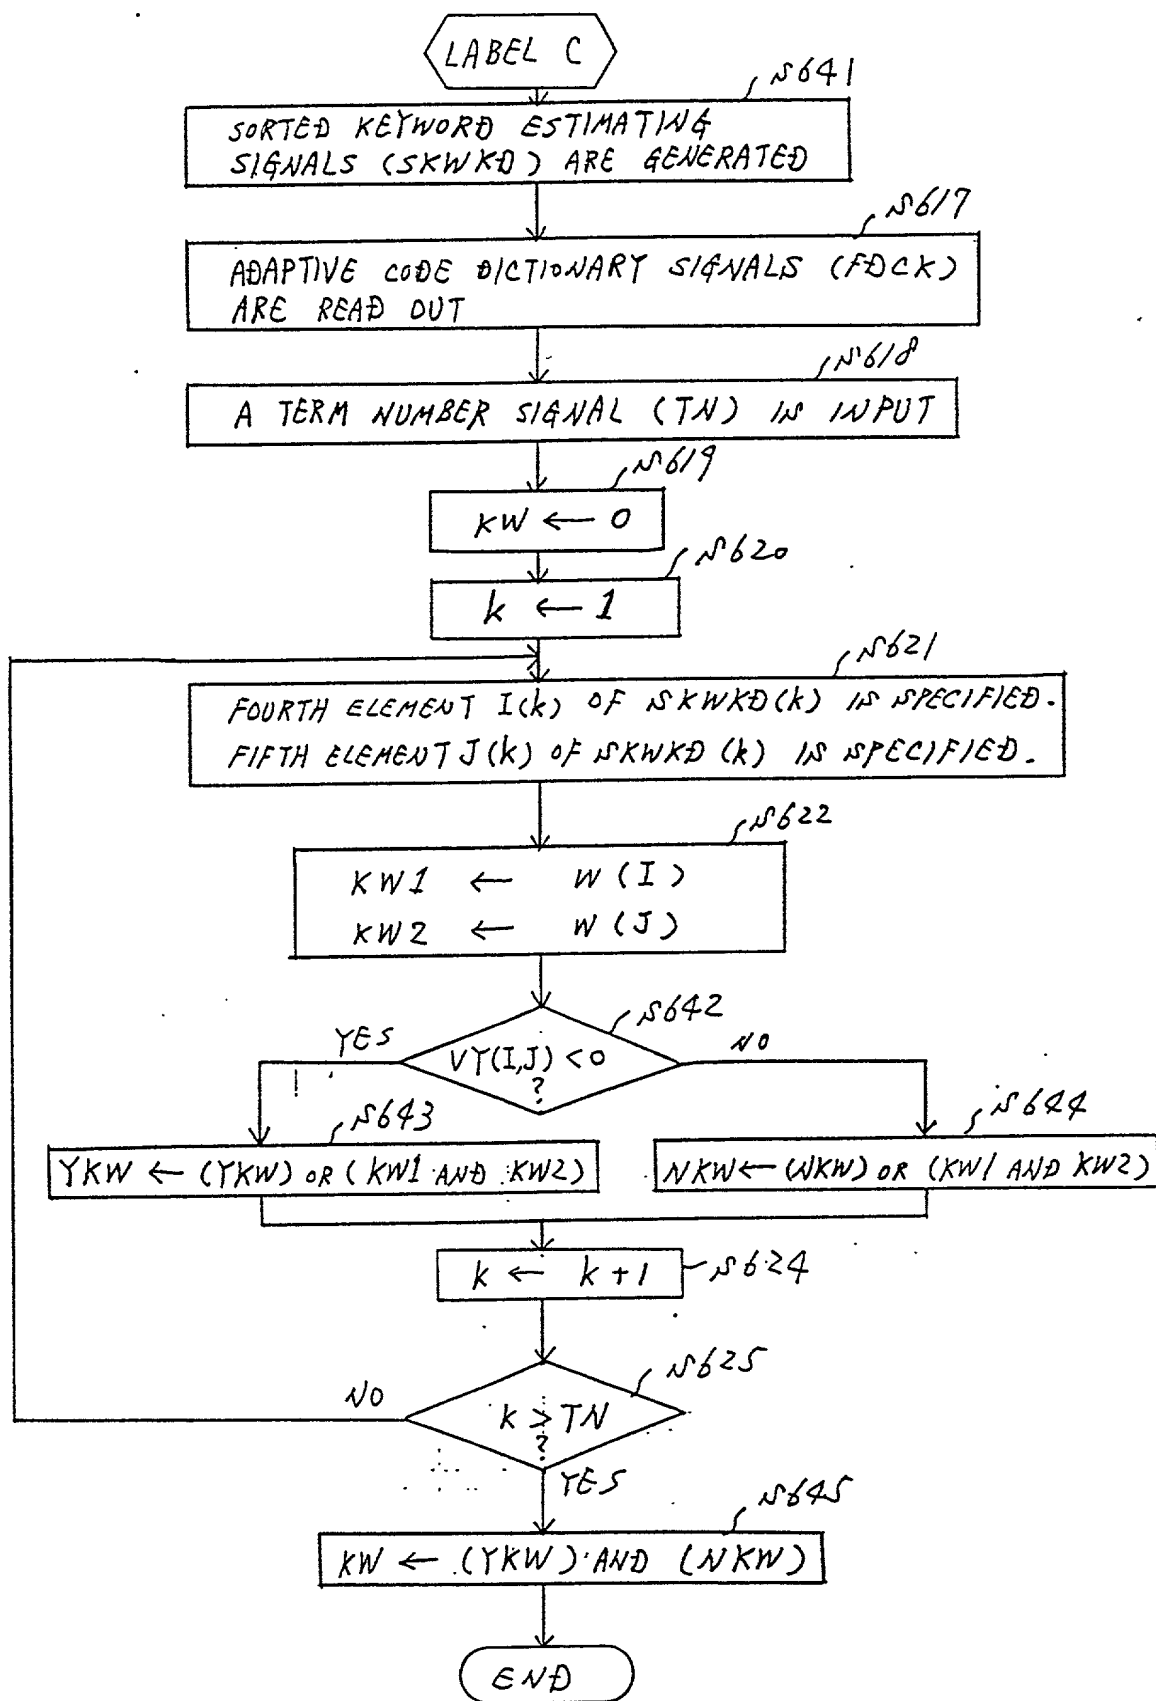 LABEL C
S641
SORTED KEYWORD ESTIMATING
SIGNALS (SKWKD) ARE GENERATED
S617
ADAPTIVE CODE DICTIONARY SIGNALS (FDCK)
ARE READ OUT
S618
A TERM NUMBER SIGNAL (TN) IS INPUT
S619
KW ← 0
S620
k ← 1
S621
FOURTH ELEMENT I(k) OF SKWKD(k) IS SPECIFIED.
FIFTH ELEMENT J(k) OF SKWKD(k) IS SPECIFIED.
S622
KW1 ← W(I)
KW2 ← W(J)
S642
YES
VY(I,J) < 0
?
NO
S643
S644
YKW ← (YKW) OR (KW1 AND KW2)
NKW ← (NKW) OR (KW1 AND KW2)
k ← k+1
S624
S625
NO
k > TN
?
YES
S645
KW ← (YKW) AND (NKW)
END